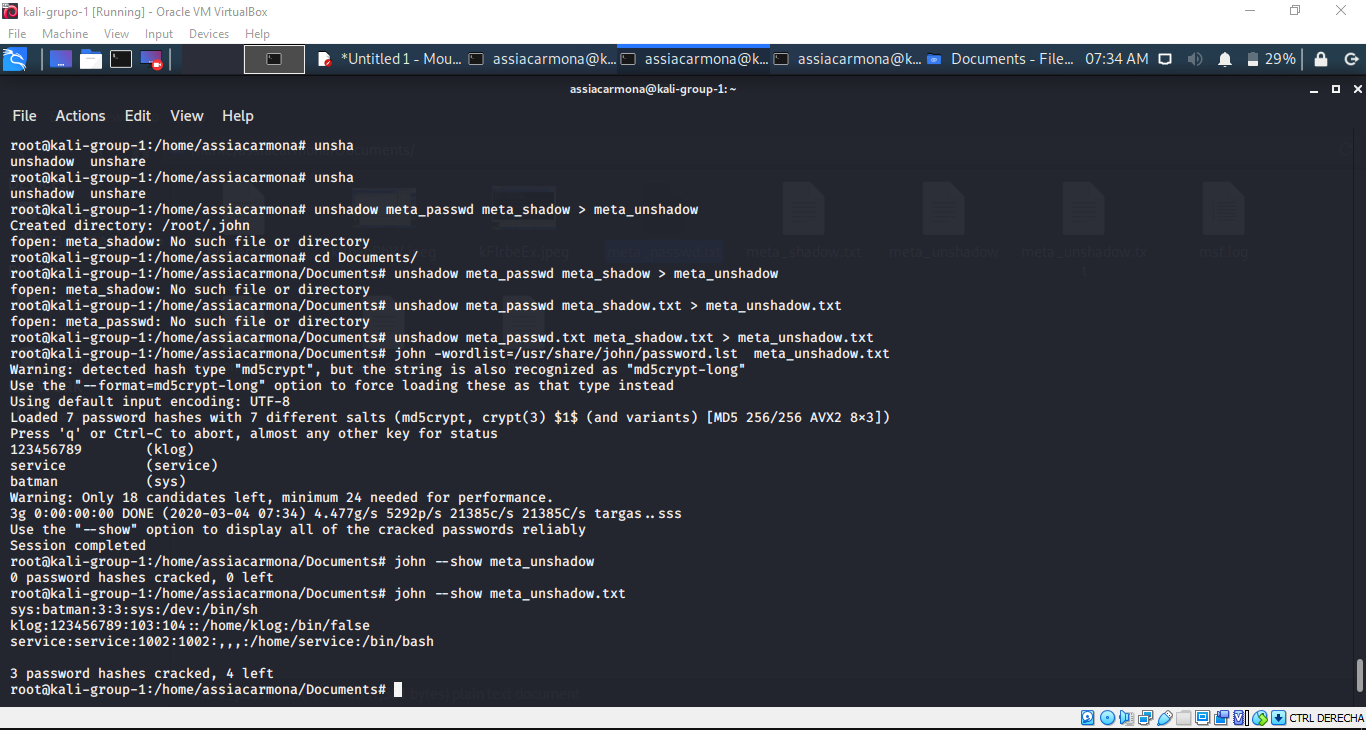 kali-grupo-1 [Running] - Oracle VM VirtualBox
File Machine View Input Devices Help
*Untitled 1 - Mou... assiacarmona@k... assiacarmona@k... assiacarmona@k... Documents - File... 07:34 AM 29%
assiacarmona@kali-group-1: ~
File Actions Edit View Help
root@kali-group-1:/home/assiacarmona# unsha
unshadow  unshare
root@kali-group-1:/home/assiacarmona# unsha
unshadow  unshare
root@kali-group-1:/home/assiacarmona# unshadow meta_passwd meta_shadow > meta_unshadow
Created directory: /root/.john
fopen: meta_shadow: No such file or directory
root@kali-group-1:/home/assiacarmona# cd Documents/
root@kali-group-1:/home/assiacarmona/Documents# unshadow meta_passwd meta_shadow > meta_unshadow
fopen: meta_shadow: No such file or directory
root@kali-group-1:/home/assiacarmona/Documents# unshadow meta_passwd meta_shadow.txt > meta_unshadow.txt
fopen: meta_passwd: No such file or directory
root@kali-group-1:/home/assiacarmona/Documents# unshadow meta_passwd.txt meta_shadow.txt > meta_unshadow.txt
root@kali-group-1:/home/assiacarmona/Documents# john -wordlist=/usr/share/john/password.lst  meta_unshadow.txt
Warning: detected hash type "md5crypt", but the string is also recognized as "md5crypt-long"
Use the "--format=md5crypt-long" option to force loading these as that type instead
Using default input encoding: UTF-8
Loaded 7 password hashes with 7 different salts (md5crypt, crypt(3) $1$ (and variants) [MD5 256/256 AVX2 8×3])
Press 'q' or Ctrl-C to abort, almost any other key for status
123456789        (klog)
service          (service)
batman           (sys)
Warning: Only 18 candidates left, minimum 24 needed for performance.
3g 0:00:00:00 DONE (2020-03-04 07:34) 4.477g/s 5292p/s 21385c/s 21385C/s targas..sss
Use the "--show" option to display all of the cracked passwords reliably
Session completed
root@kali-group-1:/home/assiacarmona/Documents# john --show meta_unshadow
0 password hashes cracked, 0 left
root@kali-group-1:/home/assiacarmona/Documents# john --show meta_unshadow.txt
sys:batman:3:3:sys:/dev:/bin/sh
klog:123456789:103:104::/home/klog:/bin/false
service:service:1002:1002:,,,:/home/service:/bin/bash
3 password hashes cracked, 4 left
root@kali-group-1:/home/assiacarmona/Documents#
CTRL DERECHA